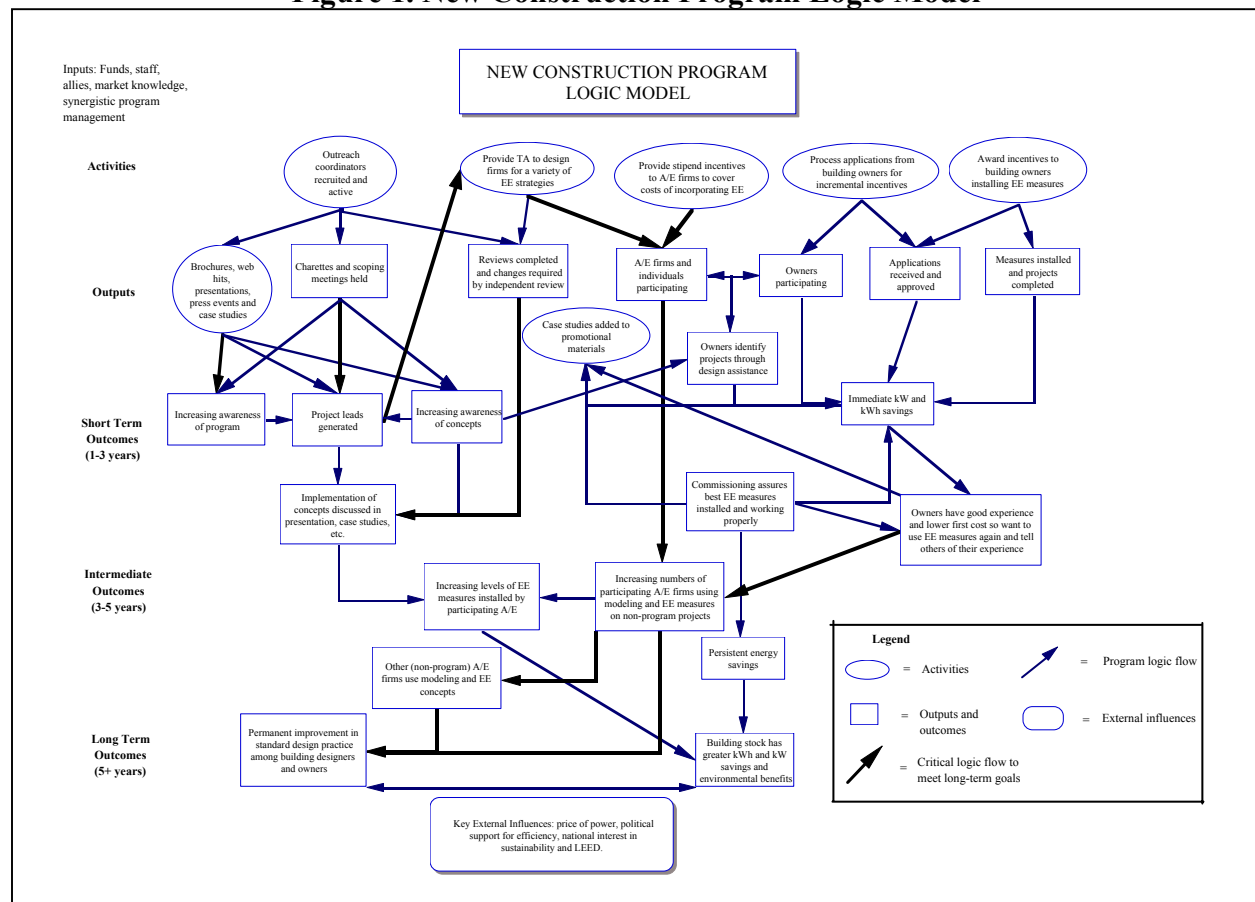 Figure 1. New Construction Program Logic Model
Inputs: Funds, staff,
allies, market knowledge,
synergistic program
management
NEW CONSTRUCTION PROGRAM
LOGIC MODEL
Activities
Outreach
coordinators
recruited and
active
Provide TA to design
firms for a variety of
EE strategies
Provide stipend incentives
to A/E firms to cover
costs of incorporating EE
Process applications from
building owners for
incremental incentives
Award incentives to
building owners
installing EE measures
Outputs
Brochures, web
hits, presentations,
press events and
case studies
Charettes and scoping
meetings held
Reviews completed
and changes required
by independent review
A/E firms and
individuals
participating
Owners
participating
Applications
received and
approved
Measures installed
and projects
completed
Case studies added to
promotional
materials
Owners identify
projects through
design assistance
Short Term
Outcomes
(1-3 years)
Increasing awareness
of program
Project leads
generated
Increasing awareness
of concepts
Immediate kW and
kWh savings
Implementation of
concepts discussed in
presentation, case studies,
etc.
Commissioning assures
best EE measures
installed and working
properly
Owners have good experience
and lower first cost so want to
use EE measures again and tell
others of their experience
Intermediate
Outcomes
(3-5 years)
Increasing levels of EE
measures installed by
participating A/E
Increasing numbers of
participating A/E firms using
modeling and EE measures
on non-program projects
Other (non-program) A/E
firms use modeling and EE
concepts
Persistent energy
savings
Long Term
Outcomes
(5+ years)
Permanent improvement in
standard design practice
among building designers
and owners
Building stock has
greater kWh and kW
savings and
environmental benefits
Key External Influences: price of power, political
support for efficiency, national interest in
sustainability and LEED.
Legend
= Activities
= Program logic flow
= Outputs and
outcomes
= External influences
= Critical logic flow to
meet long-term goals